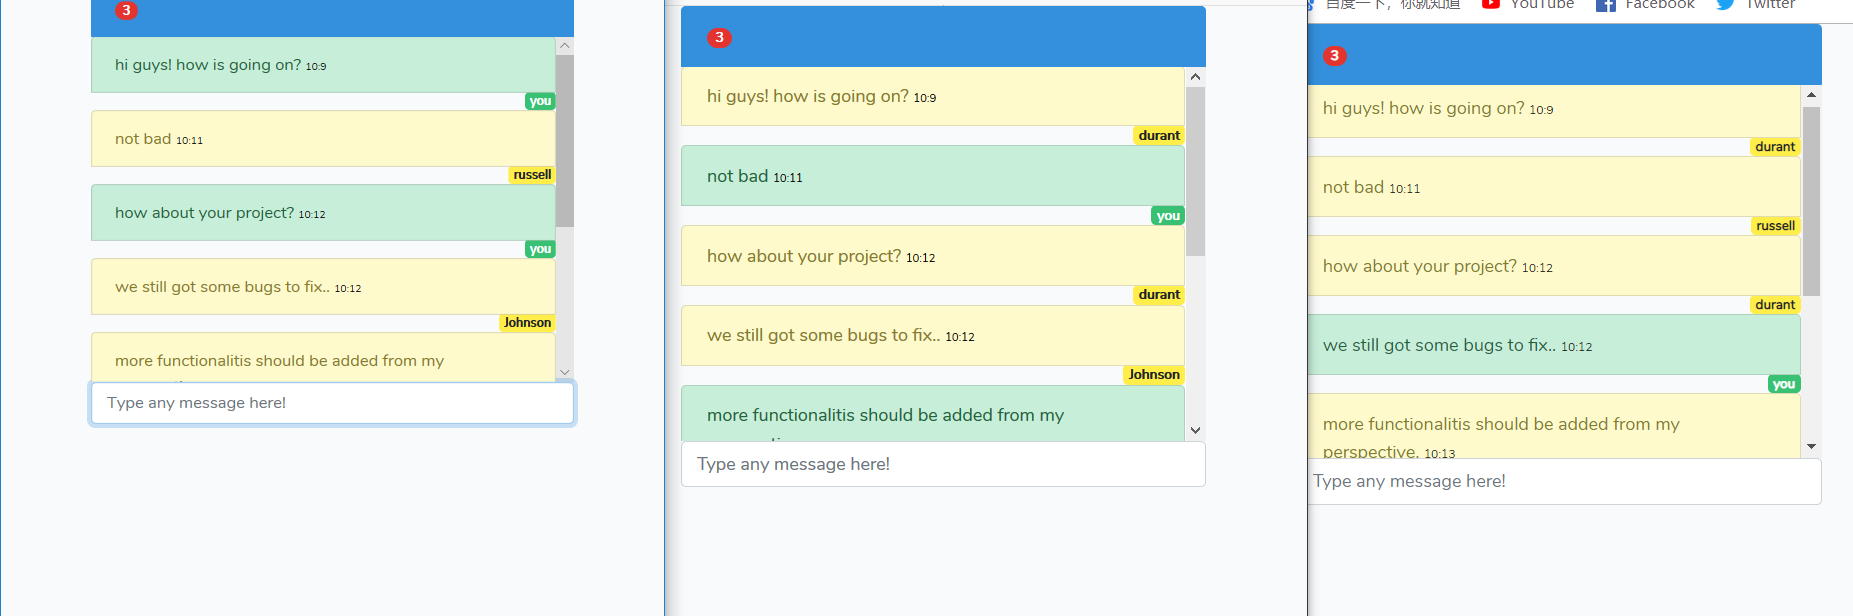 3
hi guys! how is going on? 10:9
you
not bad 10:11
russell
how about your project? 10:12
you
we still got some bugs to fix.. 10:12
Johnson
more functionalitis should be added from my
Type any message here!
3
hi guys! how is going on? 10:9
durant
not bad 10:11
you
how about your project? 10:12
durant
we still got some bugs to fix.. 10:12
Johnson
more functionalitis should be added from my
Type any message here!
百度一下，你就知道 YouTube Facebook Twitter
3
hi guys! how is going on? 10:9
durant
not bad 10:11
russell
how about your project? 10:12
durant
we still got some bugs to fix.. 10:12
you
more functionalitis should be added from my
perspective. 10:13
Type any message here!